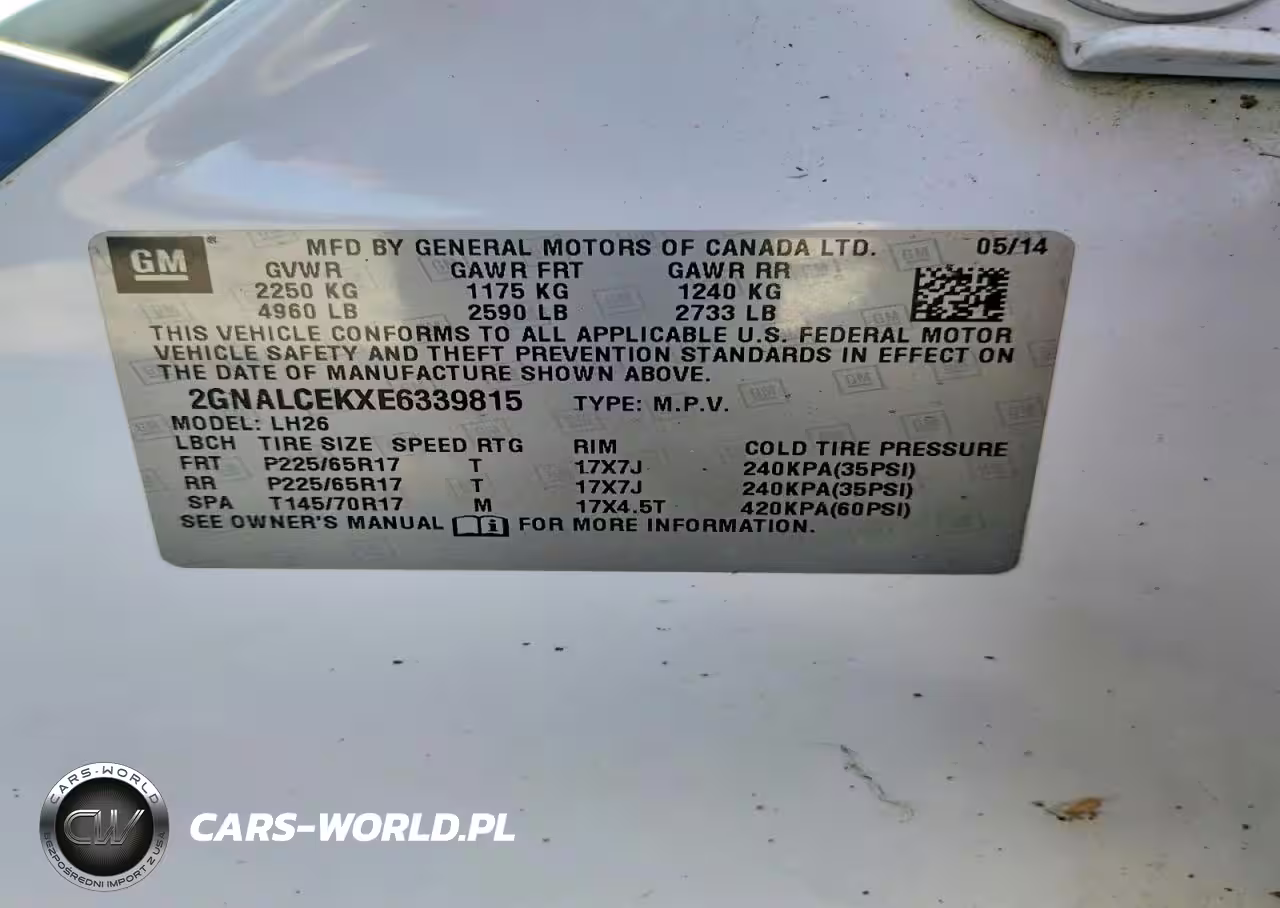 GM ® MFD BY GENERAL MOTORS OF CANADA LTD. 05/14
GVWR GAWR FRT GAWR RR
2250 KG 1175 KG 1240 KG
4960 LB 2590 LB 2733 LB
THIS VEHICLE CONFORMS TO ALL APPLICABLE U.S. FEDERAL MOTOR
VEHICLE SAFETY AND THEFT PREVENTION STANDARDS IN EFFECT ON
THE DATE OF MANUFACTURE SHOWN ABOVE.
2GNALCEKXE6339815 TYPE: M.P.V.
MODEL: LH26
LBCH TIRE SIZE SPEED RTG RIM COLD TIRE PRESSURE
FRT P225/65R17 T 17X7J 240KPA(35PSI)
RR P225/65R17 T 17X7J 240KPA(35PSI)
SPA T145/70R17 M 17X4.5T 420KPA(60PSI)
SEE OWNER'S MANUAL i FOR MORE INFORMATION.
CARS-WORLD
CW
BEZPOŚREDNI IMPORT Z USA
CARS-WORLD.PL